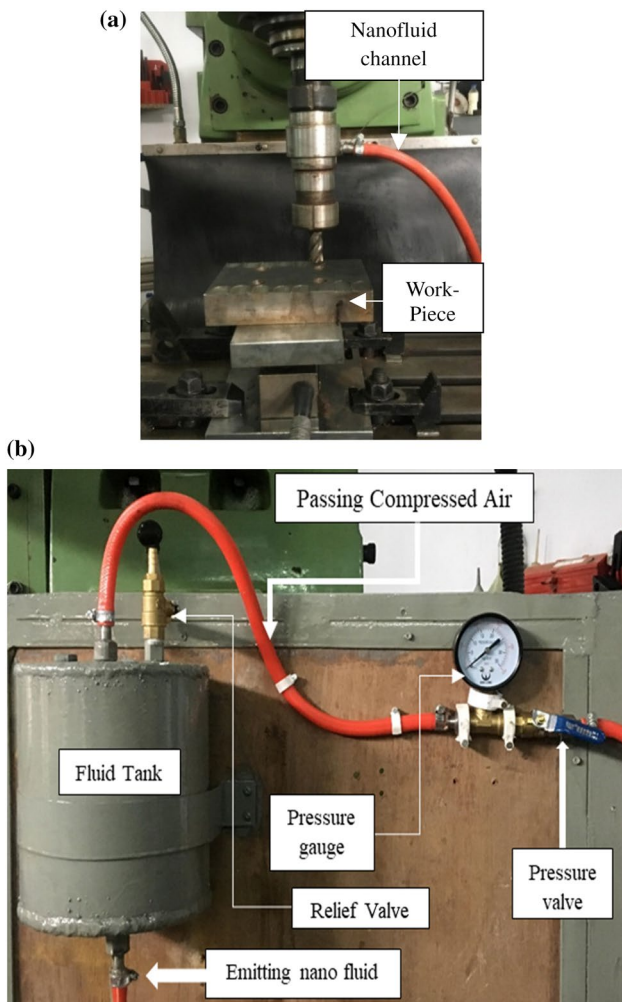 (a)
Nanofluid
channel
Work-
Piece
(b)
Passing Compressed Air
Fluid Tank
Pressure
gauge
Pressure
valve
Relief Valve
Emitting nano fluid